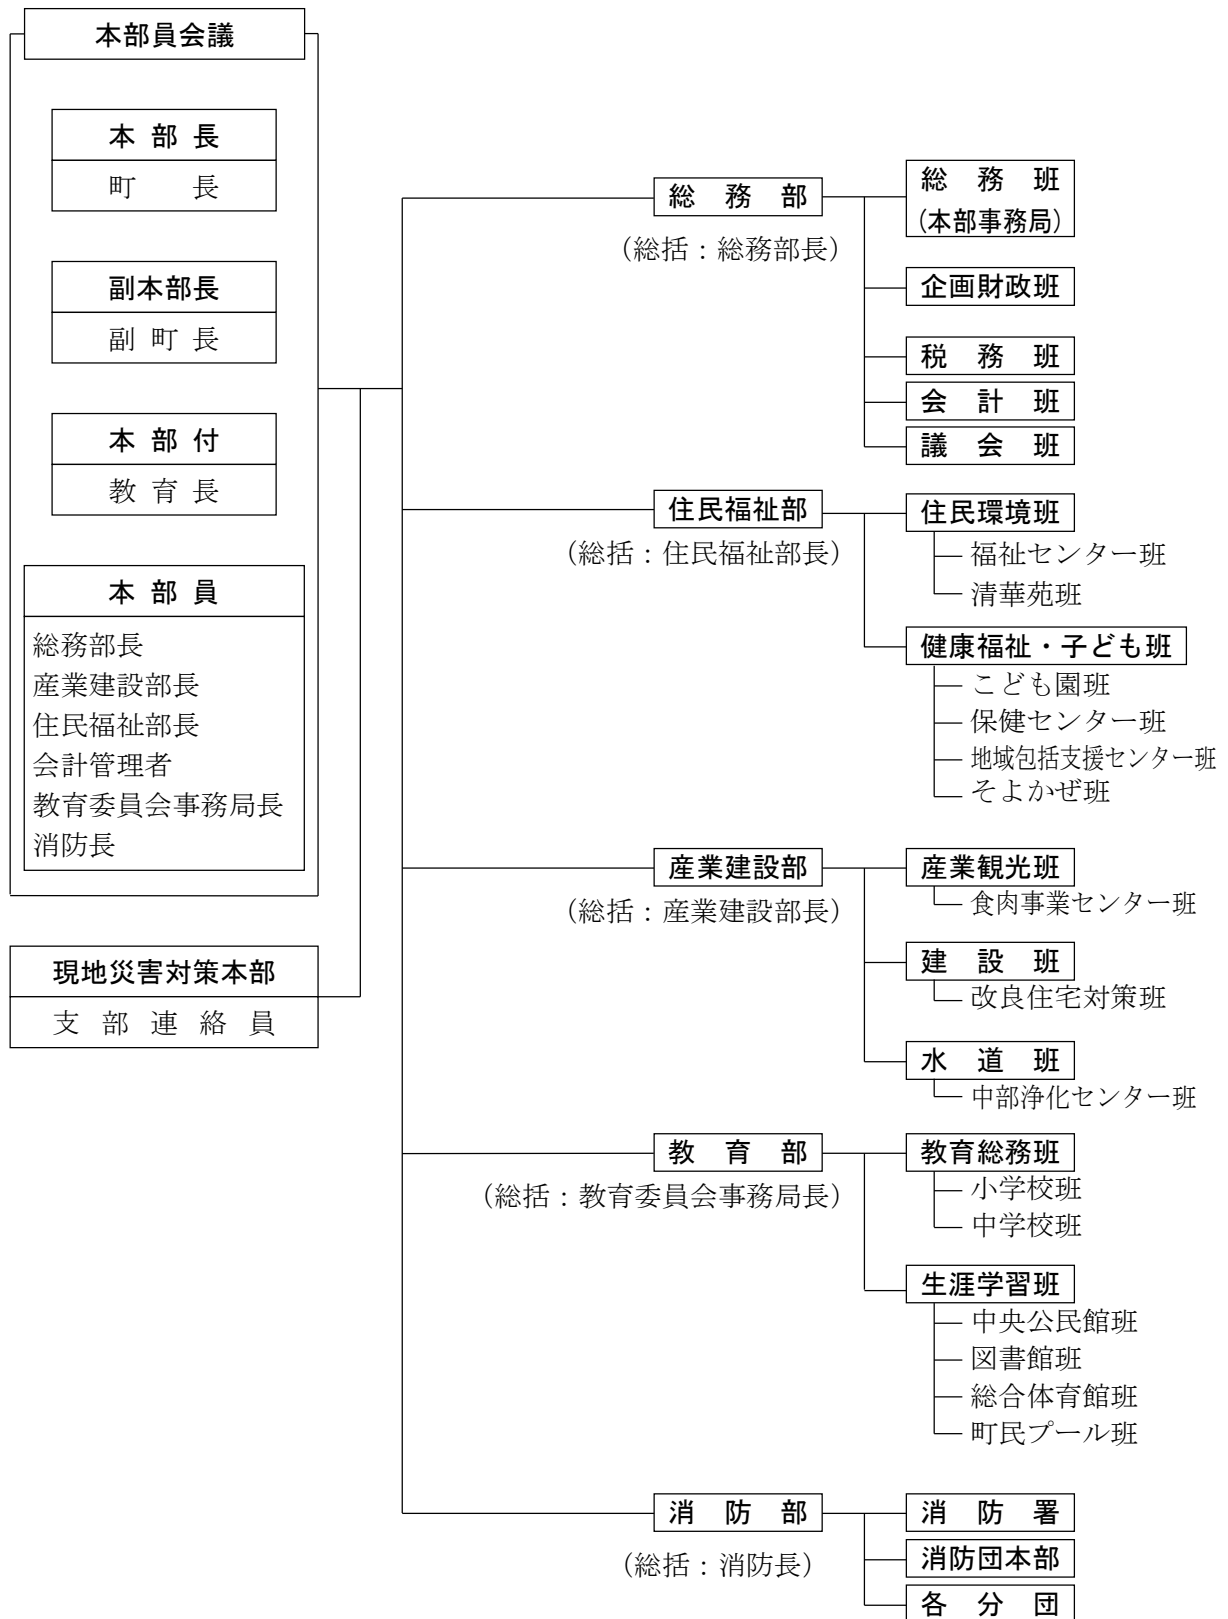 本部員会議
本部長
町長
副本部長
副町長
本部付
教育長
本部員
総務部長
産業建設部長
住民福祉部長
会計管理者
教育委員会事務局長
消防長
現地災害対策本部
支部連絡員
総務部
（総括：総務部長）
総務班
（本部事務局）
企画財政班
税務班
会計班
議会班
住民福祉部
（総括：住民福祉部長）
住民環境班
福祉センター班
清華苑班
健康福祉・子ども班
こども園班
保健センター班
地域包括支援センター班
そよかぜ班
産業建設部
（総括：産業建設部長）
産業観光班
食肉事業センター班
建設班
改良住宅対策班
水道班
中部浄化センター班
教育部
（総括：教育委員会事務局長）
教育総務班
小学校班
中学校班
生涯学習班
中央公民館班
図書館班
総合体育館班
町民プール班
消防部
（総括：消防長）
消防署
消防団本部
各分団